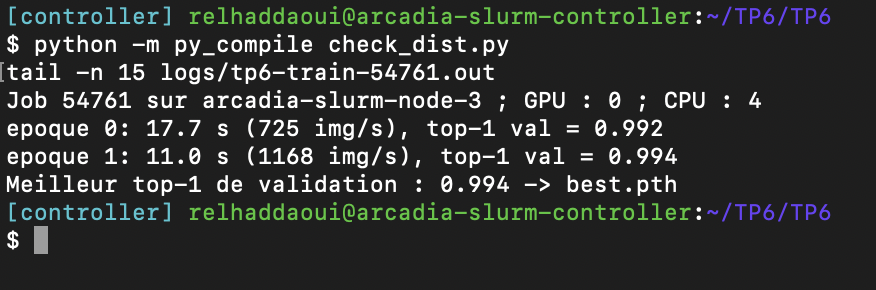 [controller] relhaddaoui@arcadia-slurm-controller:~/TP6/TP6
$ python -m py_compile check_dist.py
tail -n 15 logs/tp6-train-54761.out
Job 54761 sur arcadia-slurm-node-3 ; GPU : 0 ; CPU : 4
epoque 0: 17.7 s (725 img/s), top-1 val = 0.992
epoque 1: 11.0 s (1168 img/s), top-1 val = 0.994
Meilleur top-1 de validation : 0.994 -> best.pth
[controller] relhaddaoui@arcadia-slurm-controller:~/TP6/TP6
$